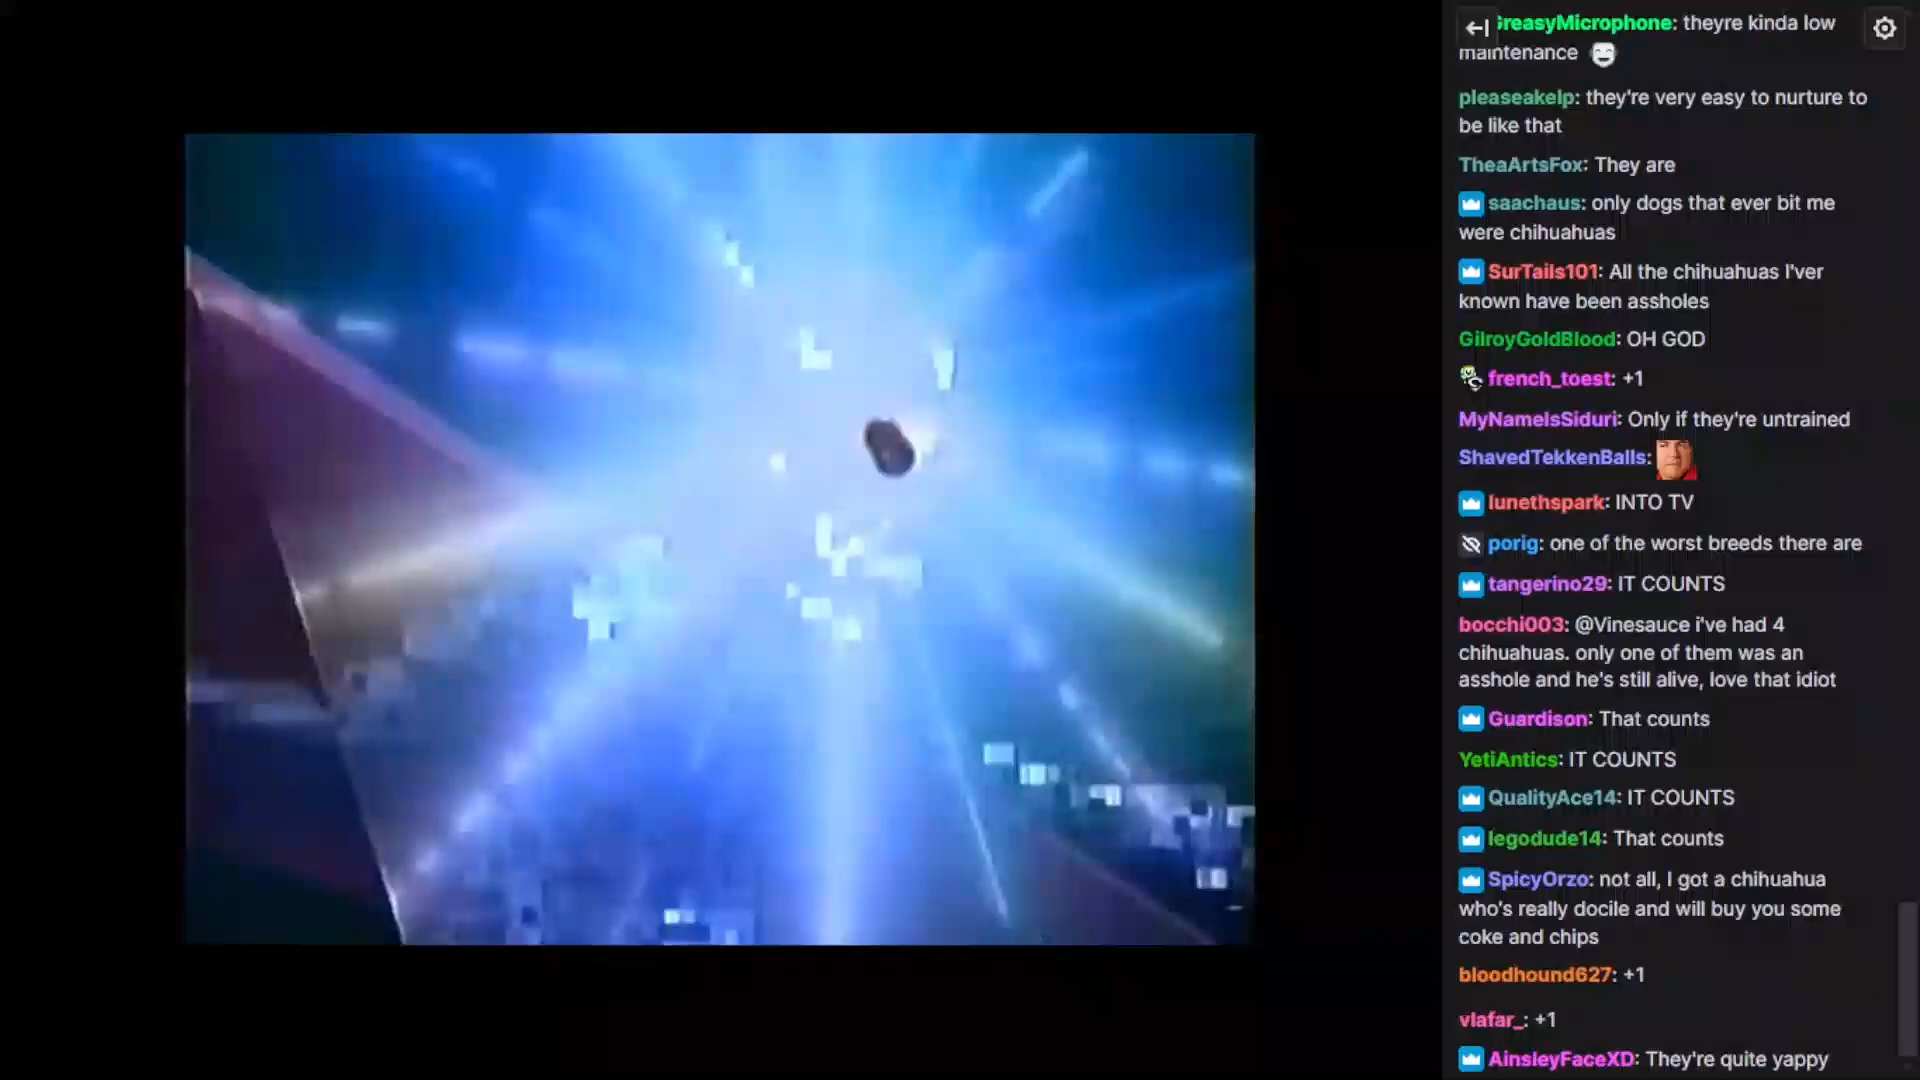 GreasyMicrophone: theyre kinda low
maintenance
pleaseakelp: they're very easy to nurture to
be like that
TheaArtsFox: They are
saachaus: only dogs that ever bit me
were chihuahuas
SurTails101: All the chihuahuas I'ver
known have been assholes
GilroyGoldBlood: OH GOD
french_toest: +1
MyNameIsSiduri: Only if they're untrained
ShavedTekkenBalls:
lunethspark: INTO TV
porig: one of the worst breeds there are
tangerino29: IT COUNTS
bocchi003: @Vinesauce i've had 4
chihuahuas. only one of them was an
asshole and he's still alive, love that idiot
Guardison: That counts
YetiAntics: IT COUNTS
QualityAce14: IT COUNTS
legodude14: That counts
SpicyOrzo: not all, I got a chihuahua
who's really docile and will buy you some
coke and chips
bloodhound627: +1
vlafar_: +1
AinsleyFaceXD: They're quite yappy